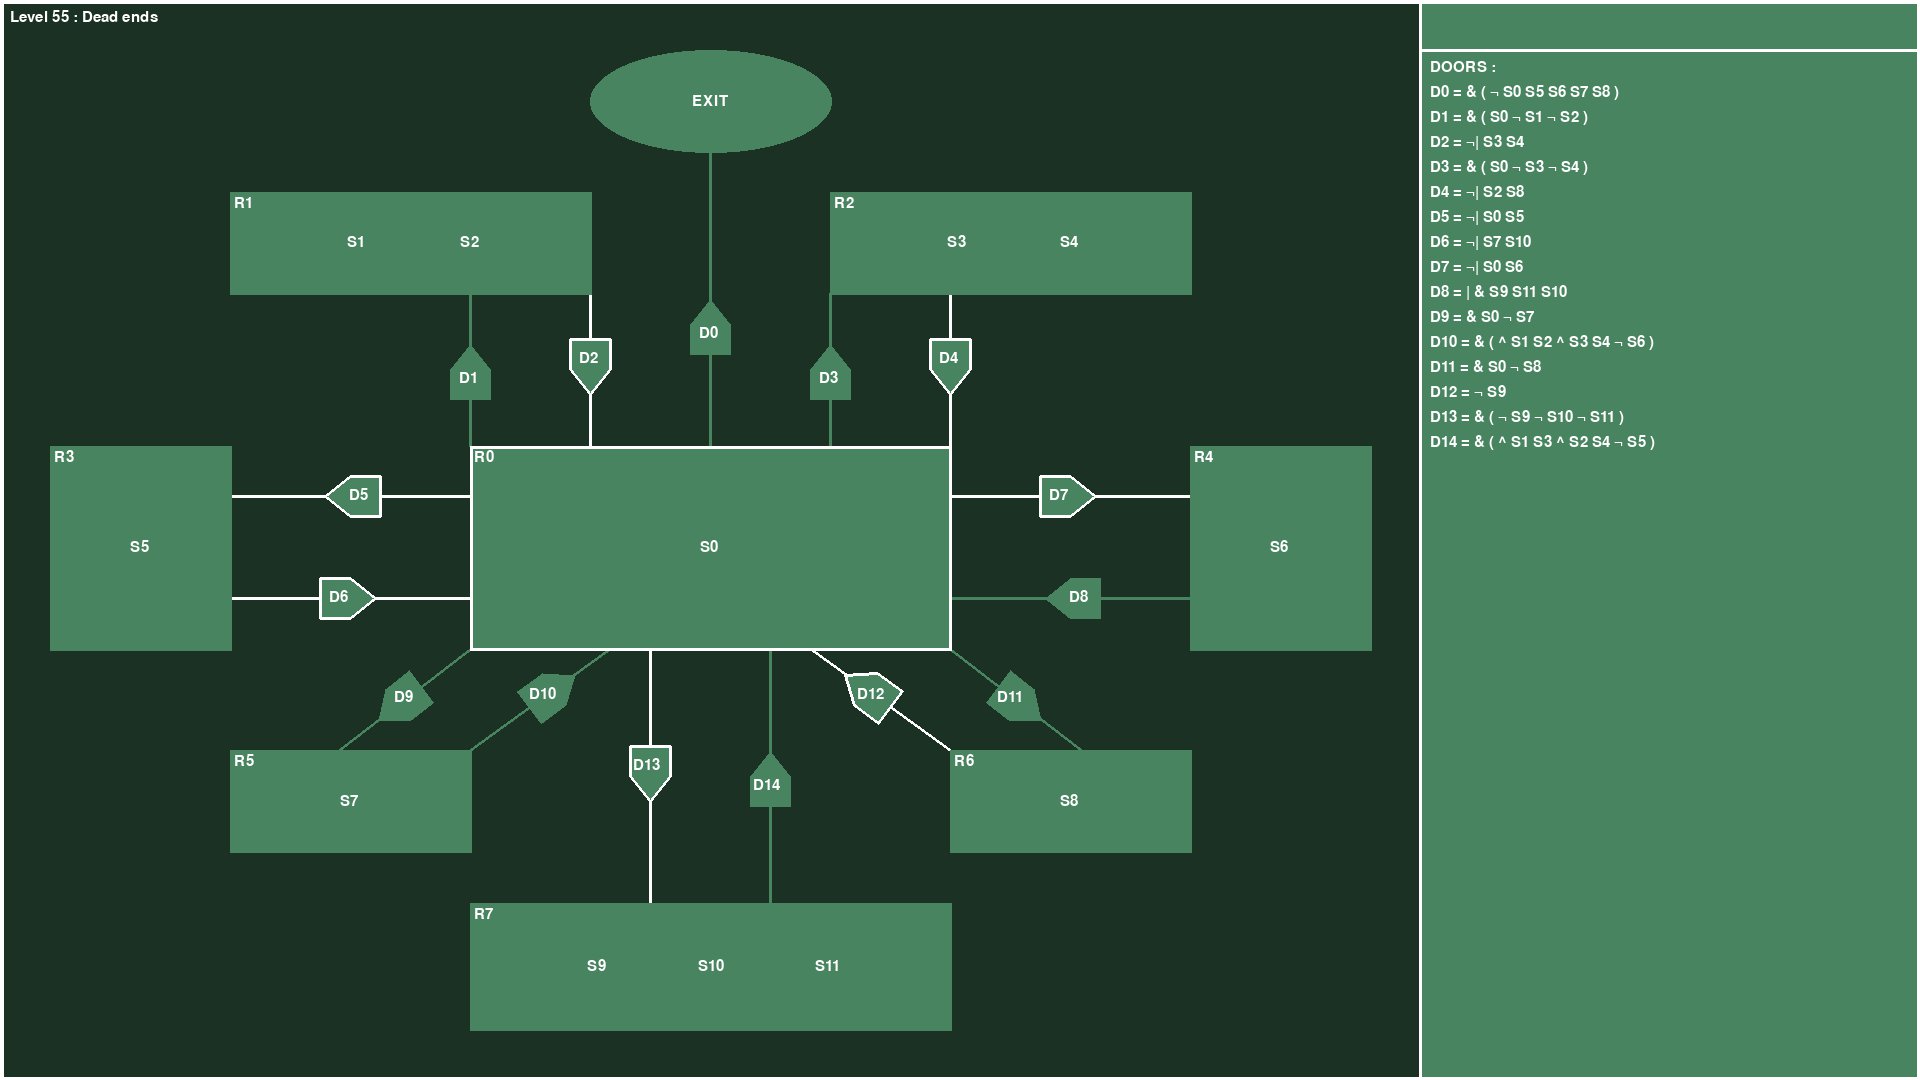 Level 55 : Dead ends
EXIT
R1
S1 S2
R2
S3 S4
D0
D1
D2
D3
D4
R3
S5
R0
S0
R4
S6
D5
D6
D7
D8
D9
D10
D12
D11
D13
D14
R5
S7
R6
S8
R7
S9 S10 S11
DOORS :
D0 = & ( ¬ S0 S5 S6 S7 S8 )
D1 = & ( S0 ¬ S1 ¬ S2 )
D2 = ¬| S3 S4
D3 = & ( S0 ¬ S3 ¬ S4 )
D4 = ¬| S2 S8
D5 = ¬| S0 S5
D6 = ¬| S7 S10
D7 = ¬| S0 S6
D8 = | & S9 S11 S10
D9 = & S0 ¬ S7
D10 = & ( ^ S1 S2 ^ S3 S4 ¬ S6 )
D11 = & S0 ¬ S8
D12 = ¬ S9
D13 = & ( ¬ S9 ¬ S10 ¬ S11 )
D14 = & ( ^ S1 S3 ^ S2 S4 ¬ S5 )